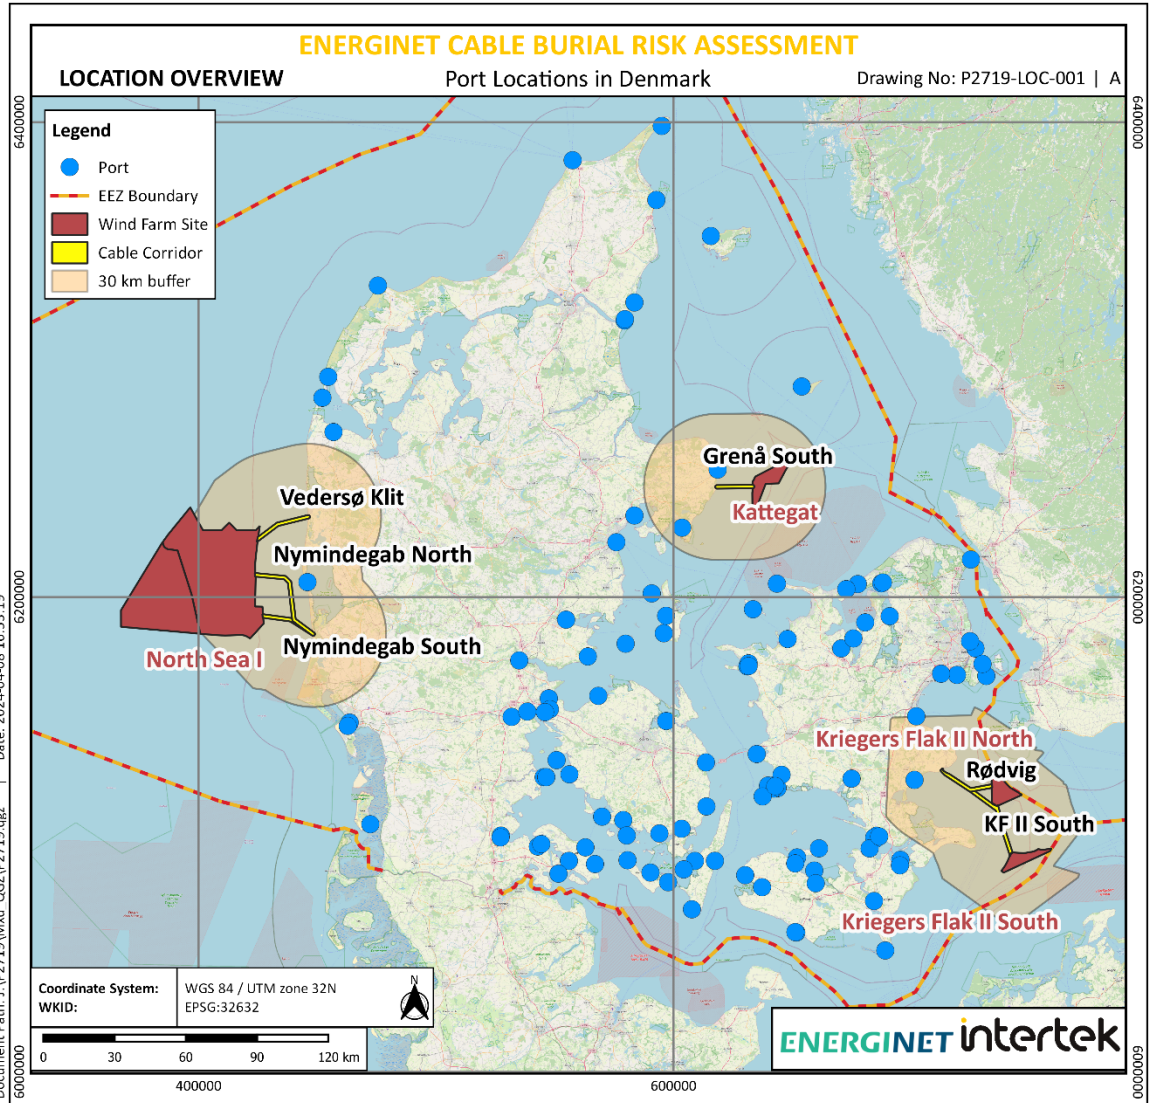 ENERGINET CABLE BURIAL RISK ASSESSMENT
LOCATION OVERVIEW
Port Locations in Denmark
Drawing No: P2719-LOC-001 | A
6400000
6400000
Legend
Port
EEZ Boundary
Wind Farm Site
Cable Corridor
30 km buffer
Grenå South
Kattegat
Vedersø Klit
Nymindegab North
Nymindegab South
North Sea I
6200000
Kriegers Flak II North
Rødvig
KF II South
Kriegers Flak II South
Coordinate System:
WGS 84 / UTM zone 32N
WKID:
EPSG:32632
N
0 30 60 90 120 km
ENERGINET intertek
6000000
6000000
400000
600000